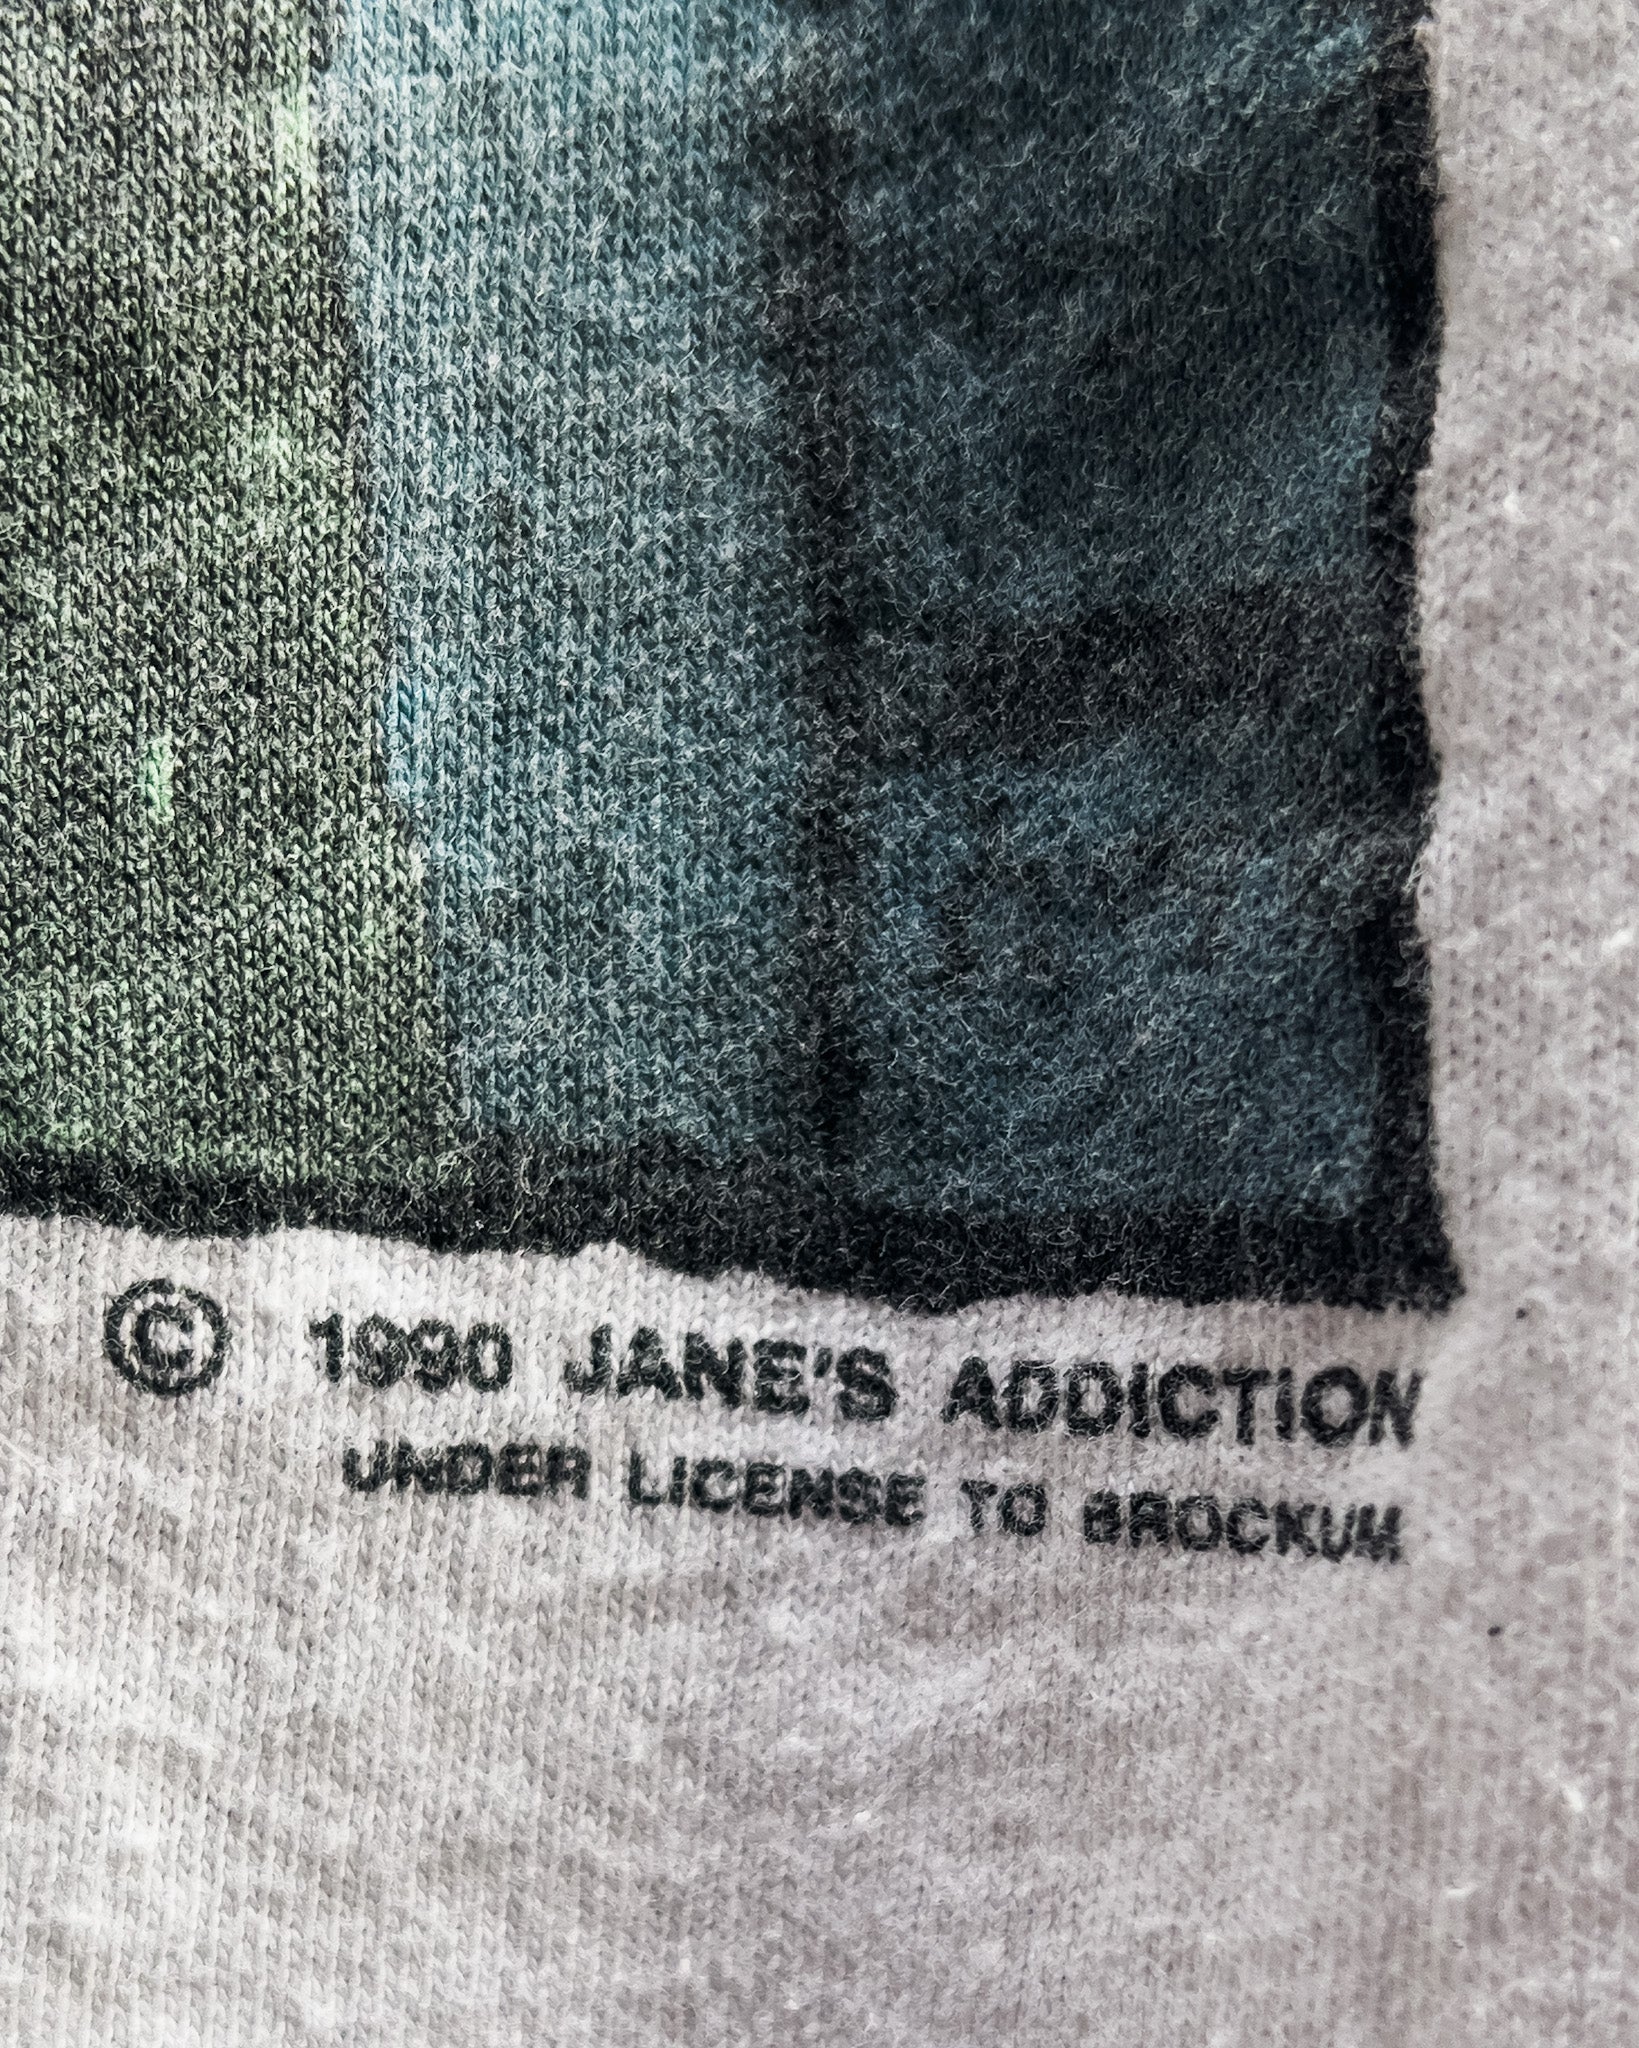 © 1990 JANE'S ADDICTION
UNDER LICENSE TO BROCKUM